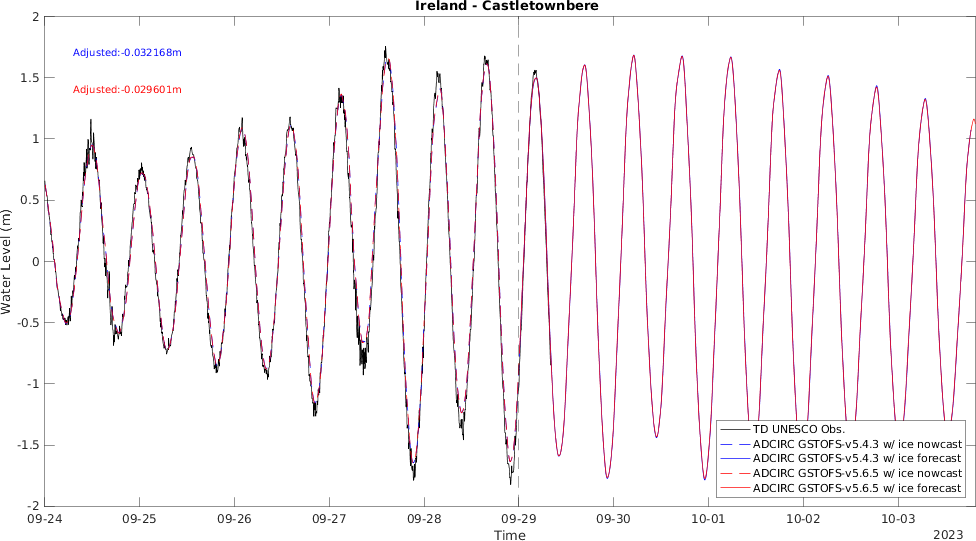 Ireland - Castletownbere
Adjusted:-0.032168m
Adjusted:-0.029601m
Water Level (m)
2
1.5
1
0.5
0
-0.5
-1
-1.5
-2
TD UNESCO Obs.
ADCIRC GSTOFS-v5.4.3 w/ ice nowcast
ADCIRC GSTOFS-v5.4.3 w/ ice forecast
ADCIRC GSTOFS-v5.6.5 w/ ice nowcast
ADCIRC GSTOFS-v5.6.5 w/ ice forecast
09-24 09-25 09-26 09-27 09-28 09-29 09-30 10-01 10-02 10-03
Time
2023